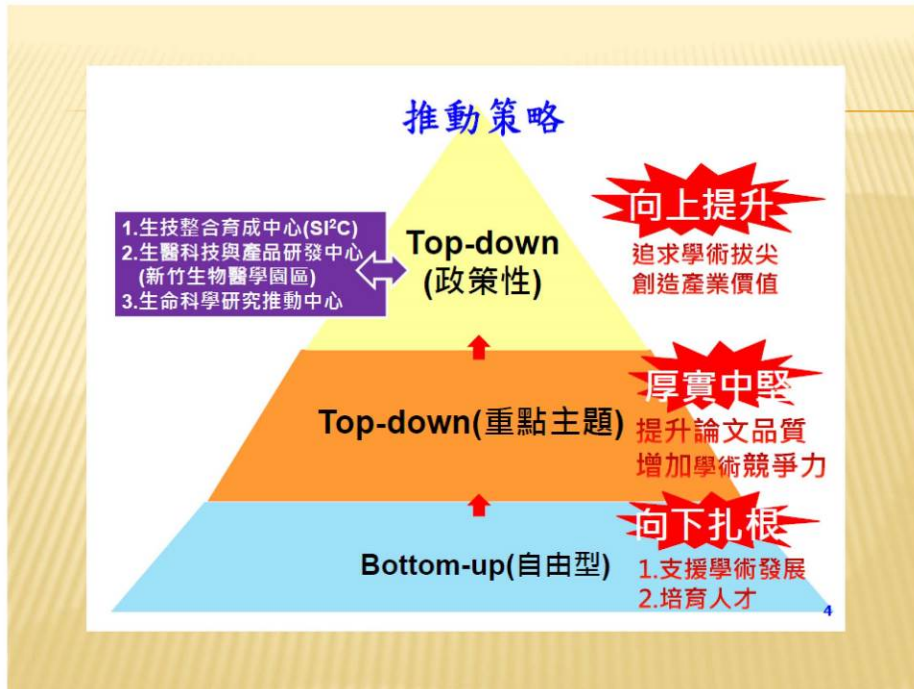 推動策略
1.生技整合育成中心(SI²C)
2.生醫科技與產品研發中心
(新竹生物醫學園區)
3.生命科學研究推動中心
Top-down
(政策性)
向上提升
追求學術拔尖
創造產業價值
Top-down(重點主題)
厚實中堅
提升論文品質
增加學術競爭力
Bottom-up(自由型)
向下扎根
1.支援學術發展
2.培育人才
4